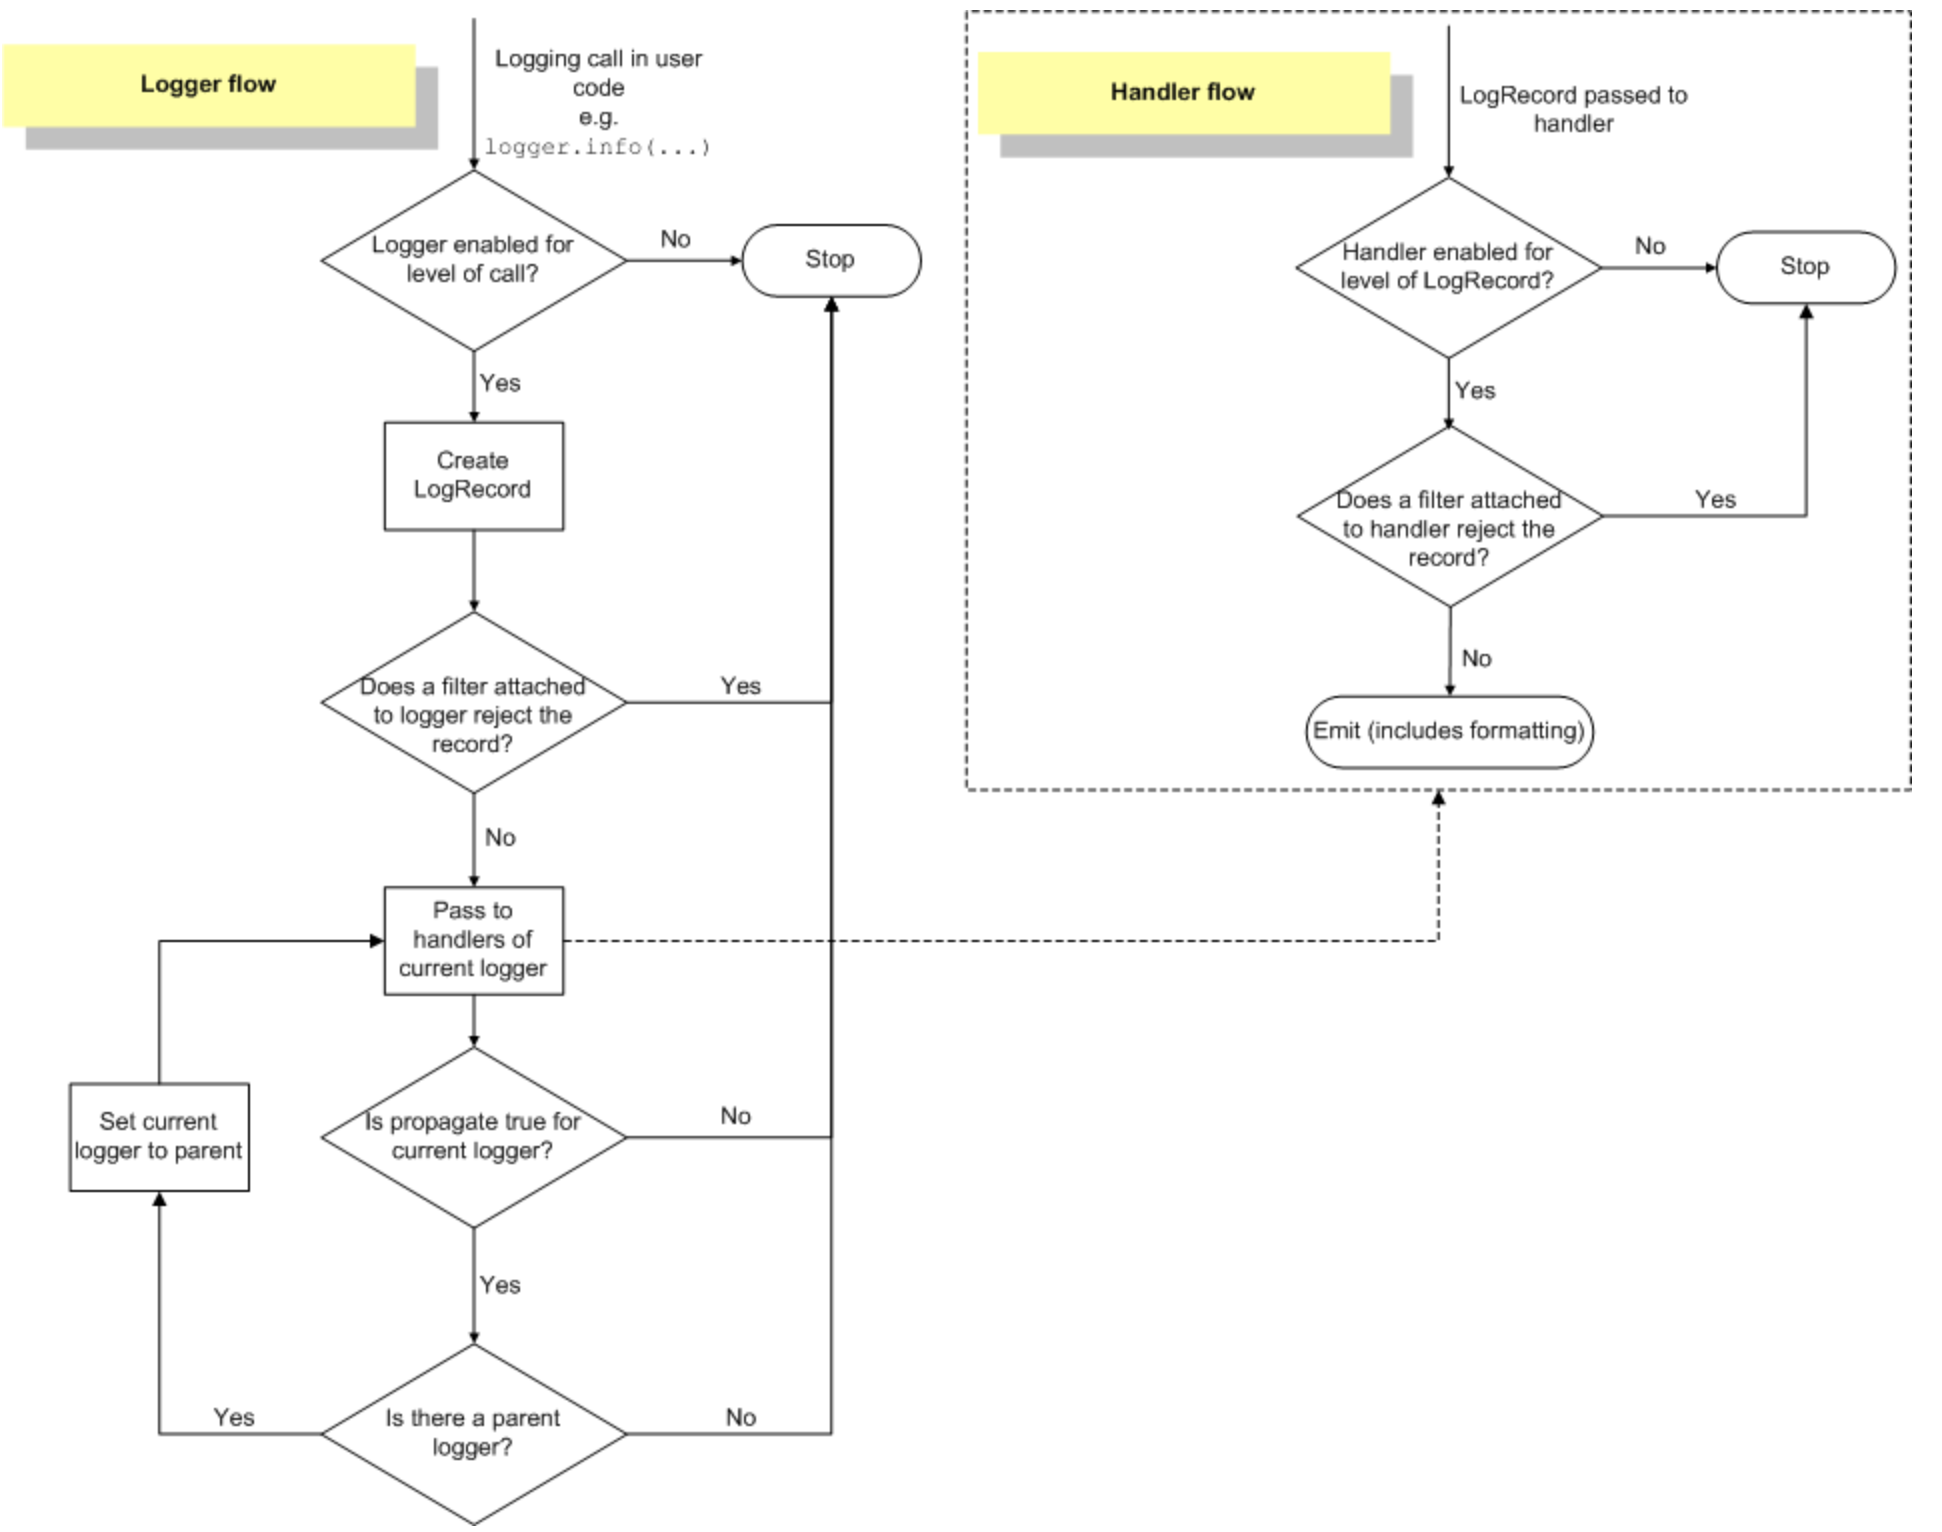 Logger flow
Logging call in user
code
e.g.
logger.info(...)
Logger enabled for
level of call?
No
Stop
Yes
Create
LogRecord
Does a filter attached
to logger reject the
record?
Yes
No
Pass to
handlers of
current logger
Set current
logger to parent
Is propagate true for
current logger?
No
Yes
Is there a parent
logger?
Yes
No
Handler flow
LogRecord passed to
handler
Handler enabled for
level of LogRecord?
No
Stop
Yes
Does a filter attached
to handler reject the
record?
Yes
No
Emit (includes formatting)